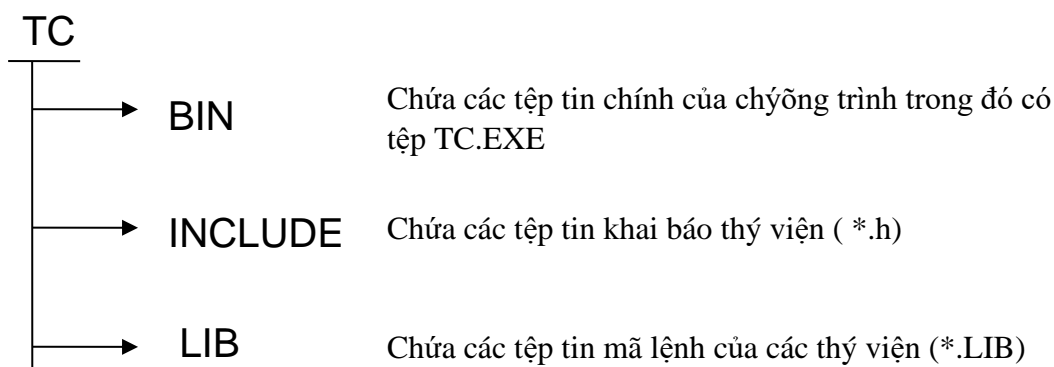 TC
BIN
Chứa các tệp tin chính của chýõng trình trong đó có
tệp TC.EXE
INCLUDE
Chứa các tệp tin khai báo thý viện ( *.h)
LIB
Chứa các tệp tin mã lệnh của các thý viện (*.LIB)